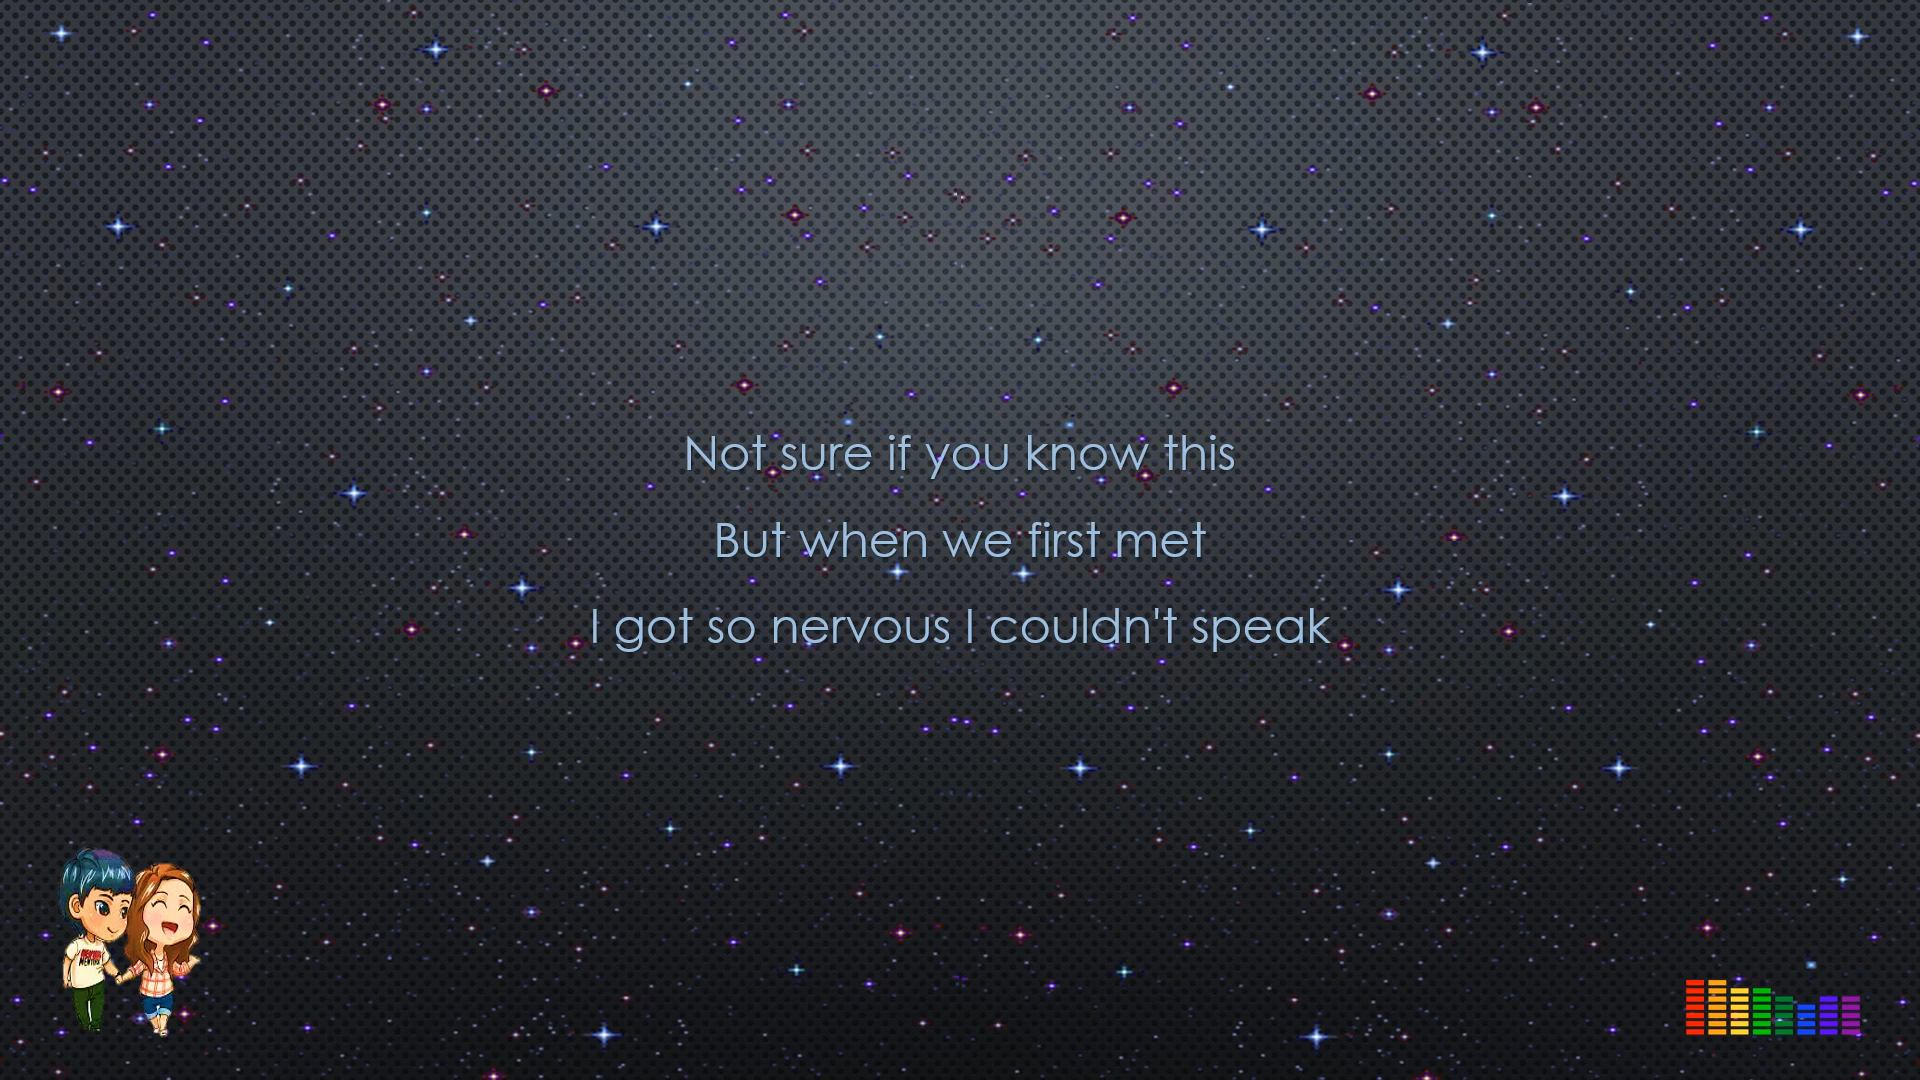 Not sure if you know this
But when we first met
I got so nervous I couldn't speak